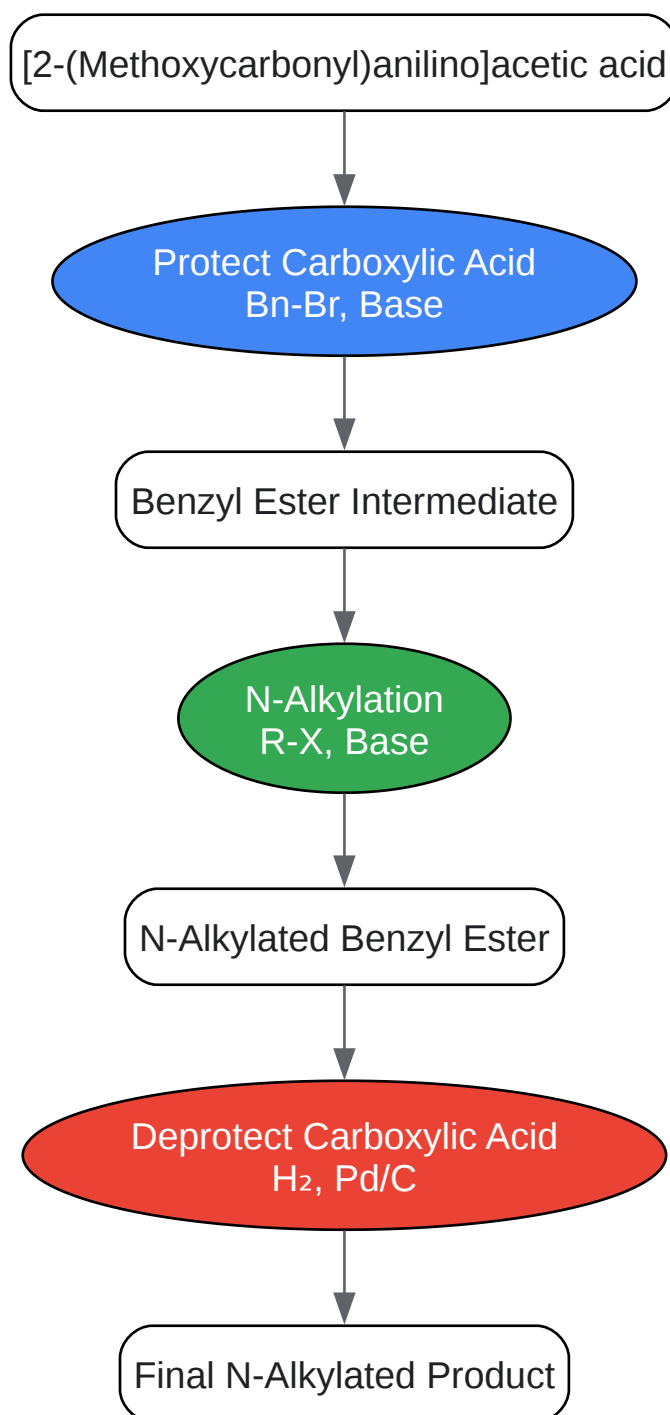 [2-(Methoxycarbonyl)anilino]acetic acid
Protect Carboxylic Acid
Bn-Br, Base
Benzyl Ester Intermediate
N-Alkylation
R-X, Base
N-Alkylated Benzyl Ester
Deprotect Carboxylic Acid
H₂, Pd/C
Final N-Alkylated Product